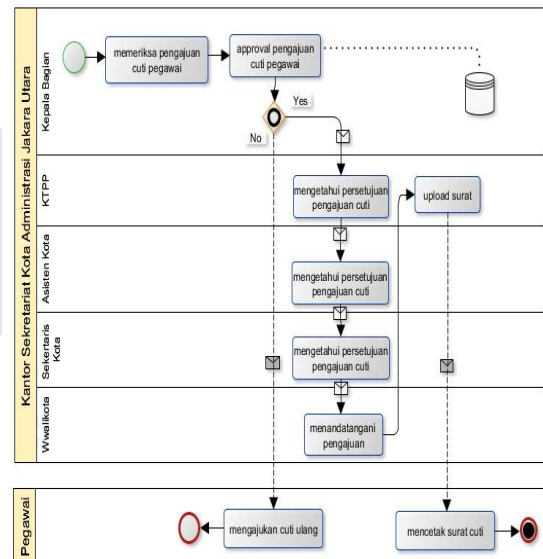 Kantor Sekretariat Kota Administrasi Jakara Utara
Kepala Bagian
memeriksa pengajuan
cuti pegawai
approval pengajuan
cuti pegawai
Yes
No
KTPP
mengetahui persetujuan
pengajuan cuti
upload surat
Asisten Kota
mengetahui persetujuan
pengajuan cuti
Sekertaris
Kota
mengetahui persetujuan
pengajuan cuti
Wwalikota
menandatangani
pengajuan
Pegawai
mengajukan cuti ulang
mencetak surat cuti